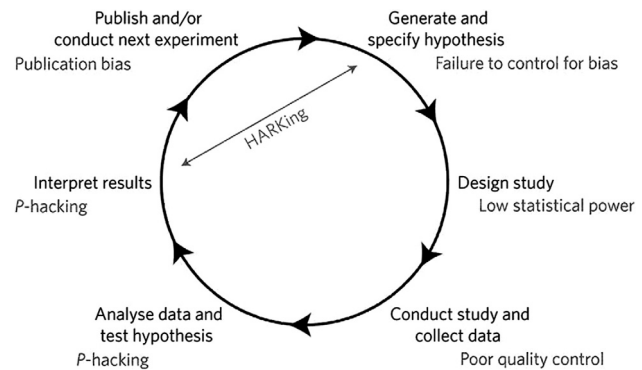 Publish and/or
conduct next experiment
Publication bias
Generate and
specify hypothesis
Failure to control for bias
HARKing
Interpret results
P-hacking
Design study
Low statistical power
Analyse data and
test hypothesis
P-hacking
Conduct study and
collect data
Poor quality control